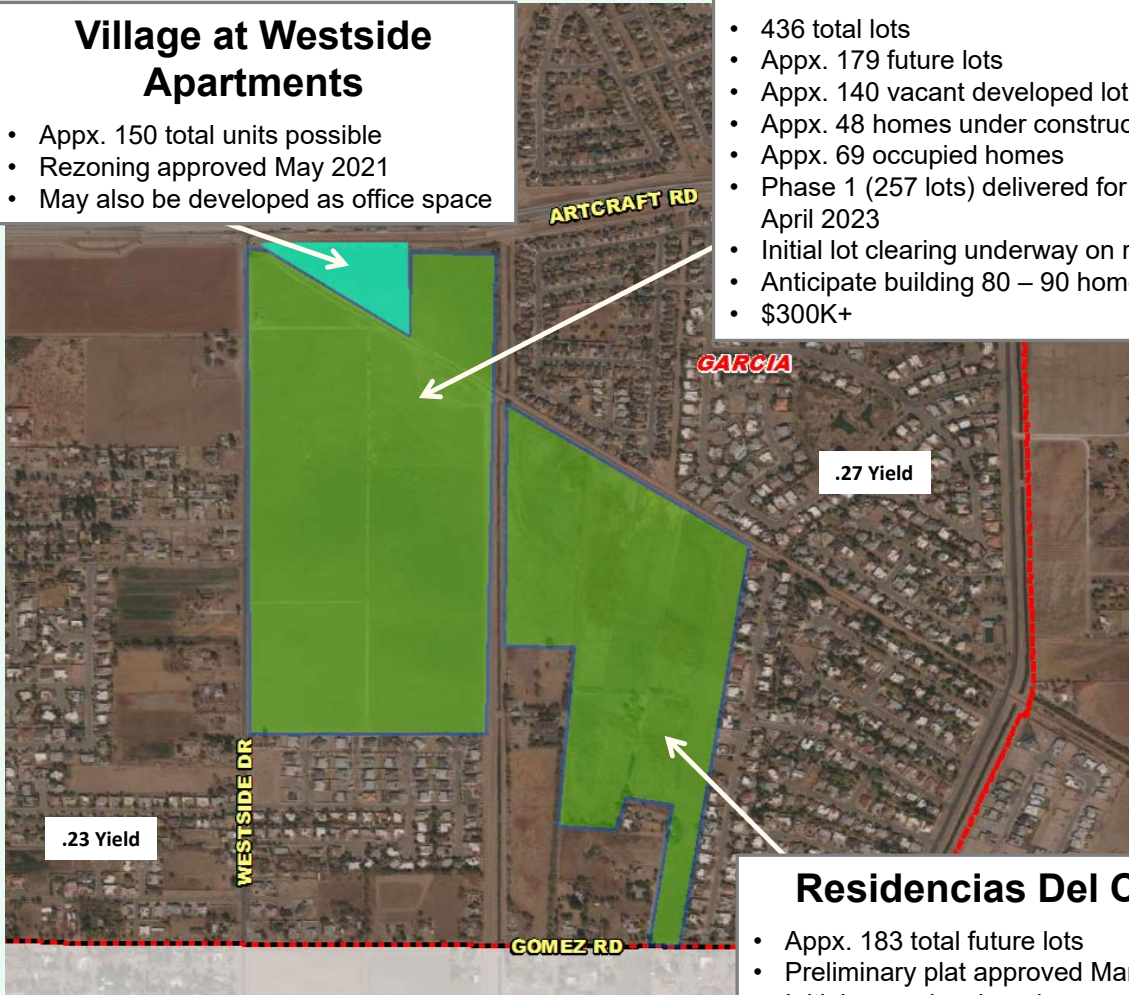 Village at Westside
Apartments
• Appx. 150 total units possible
• Rezoning approved May 2021
• May also be developed as office space
• 436 total lots
• Appx. 179 future lots
• Appx. 140 vacant developed lot
• Appx. 48 homes under construc
• Appx. 69 occupied homes
• Phase 1 (257 lots) delivered for
April 2023
• Initial lot clearing underway on
• Anticipate building 80 – 90 hom
• $300K+
ARTCRAFT RD
GARCIA
.27 Yield
WESTSIDE DR
.23 Yield
GOMEZ RD
Residencias Del
• Appx. 183 total future lots
• Preliminary plat approved Mar